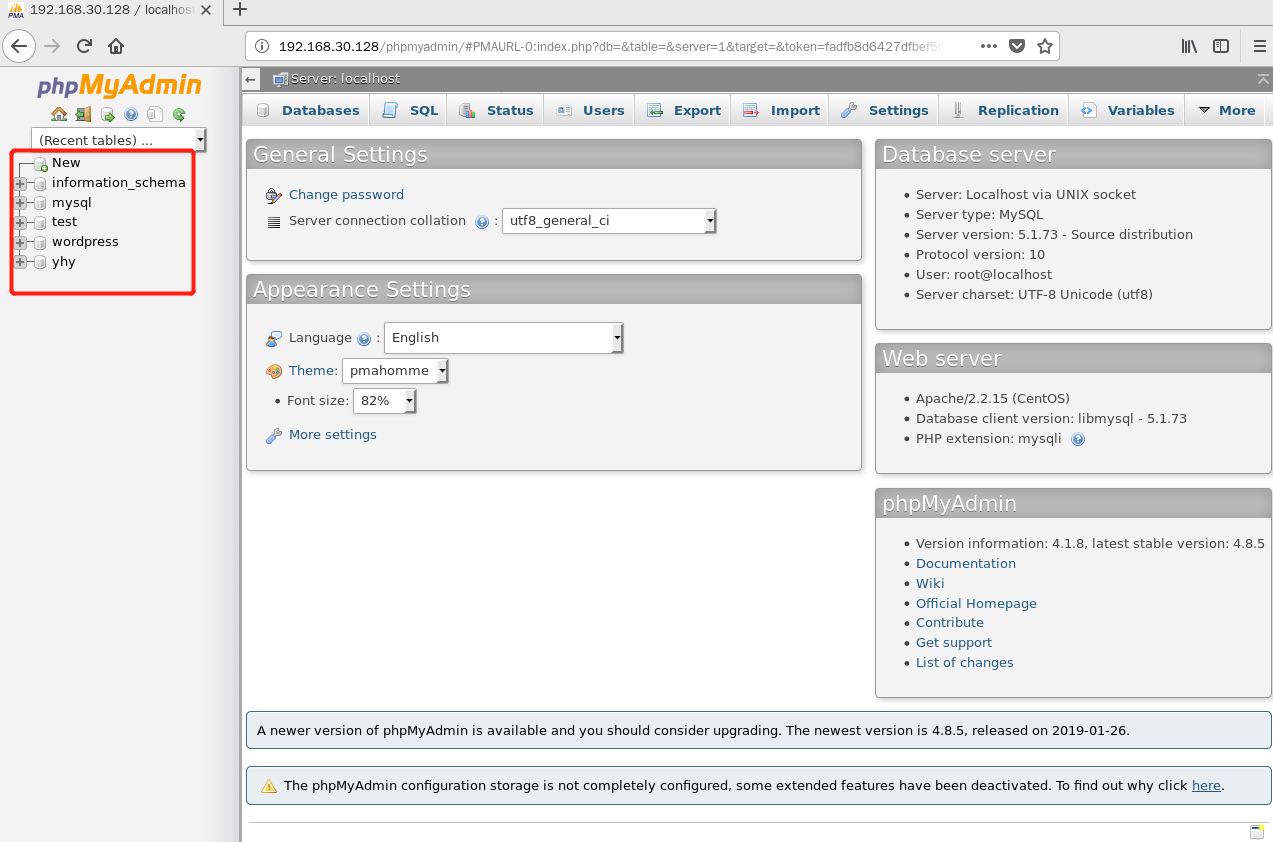 192.168.30.128 / localhos
192.168.30.128/phpmyadmin/#PMAURL-0:index.php?db=&table=&server=1&target=&token=fadfb8d6427dfbef50
phpMyAdmin
(Recent tables) ...
New
information_schema
mysql
test
wordpress
yhy
Server: localhost
Databases SQL Status Users Export Import Settings Replication Variables More
General Settings
Change password
Server connection collation : utf8_general_ci
Appearance Settings
Language : English
Theme: pmahomme
• Font size: 82%
More settings
Database server
• Server: Localhost via UNIX socket
• Server type: MySQL
• Server version: 5.1.73 - Source distribution
• Protocol version: 10
• User: root@localhost
• Server charset: UTF-8 Unicode (utf8)
Web server
• Apache/2.2.15 (CentOS)
• Database client version: libmysql - 5.1.73
• PHP extension: mysqli
phpMyAdmin
• Version information: 4.1.8, latest stable version: 4.8.5
• Documentation
• Wiki
• Official Homepage
• Contribute
• Get support
• List of changes
A newer version of phpMyAdmin is available and you should consider upgrading. The newest version is 4.8.5, released on 2019-01-26.
The phpMyAdmin configuration storage is not completely configured, some extended features have been deactivated. To find out why click here.